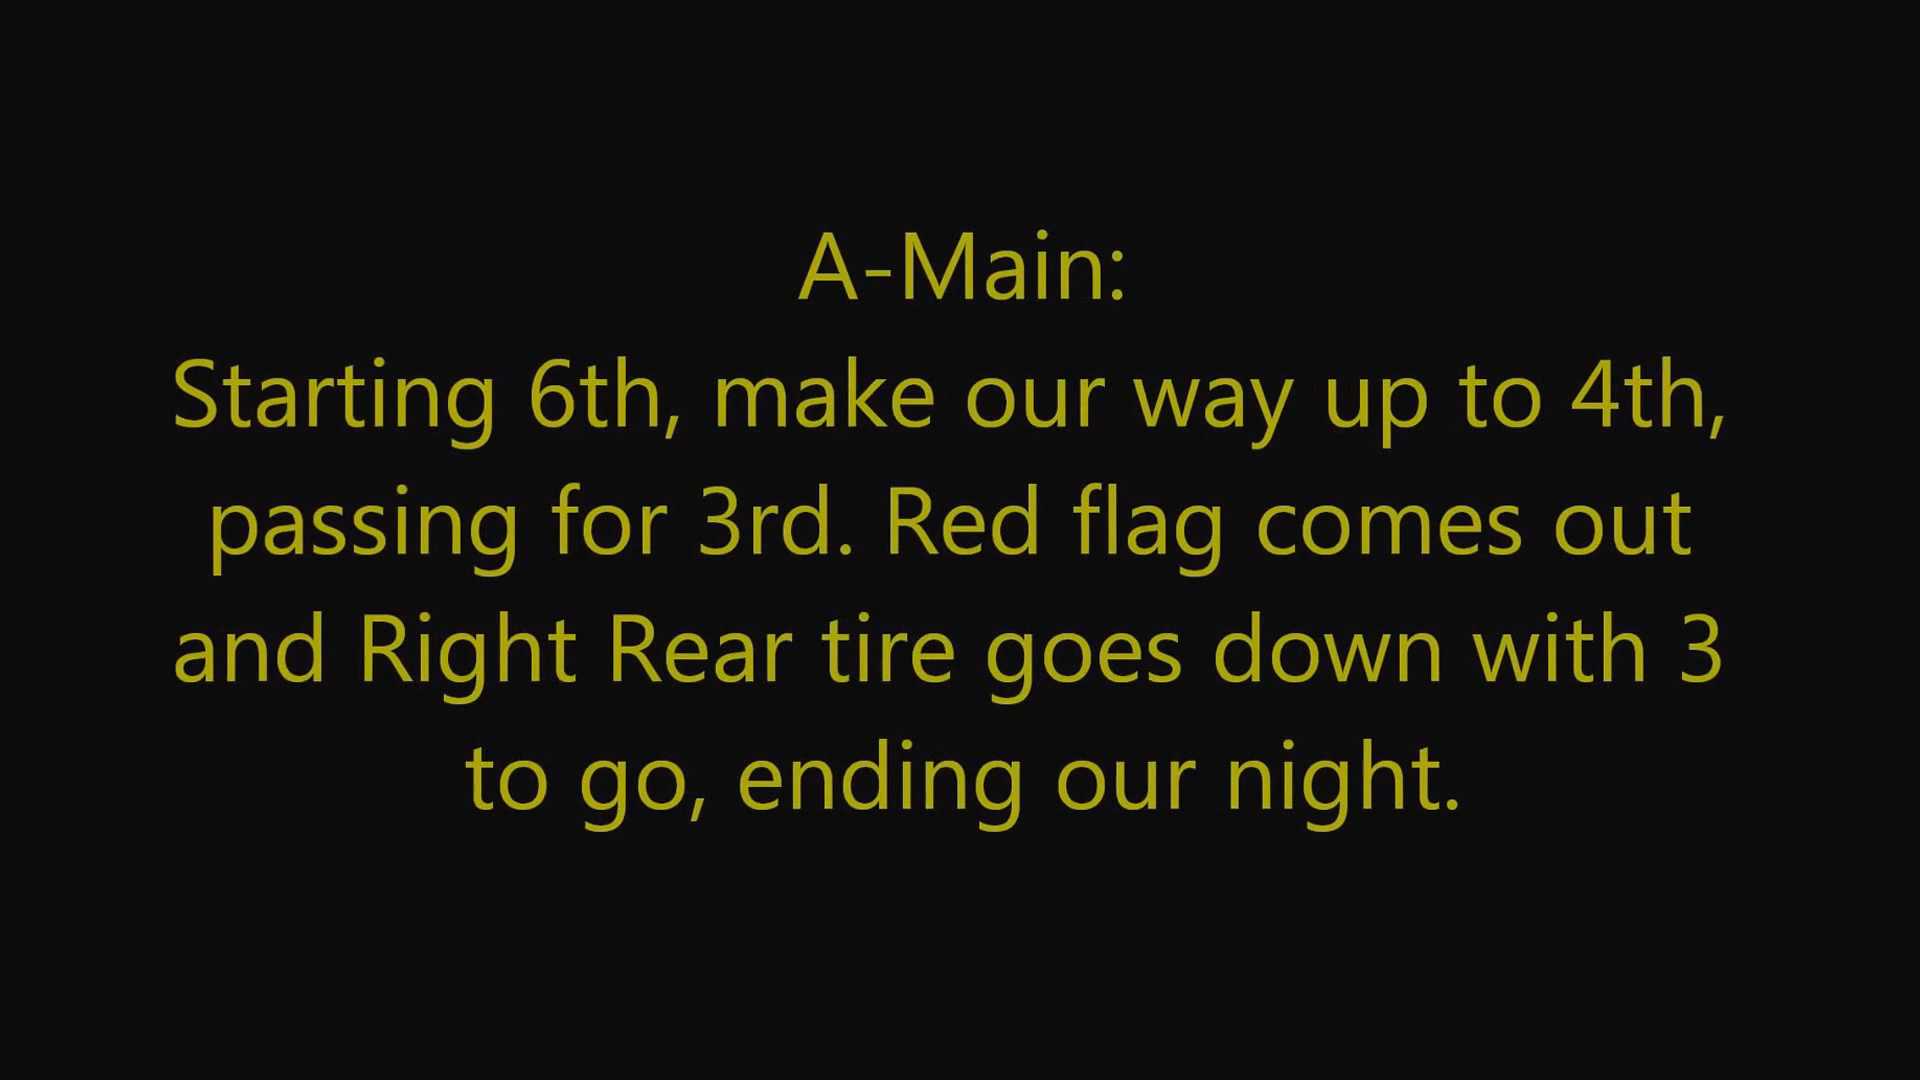 A-Main:
Starting 6th, make our way up to 4th,
passing for 3rd. Red flag comes out
and Right Rear tire goes down with 3
to go, ending our night.